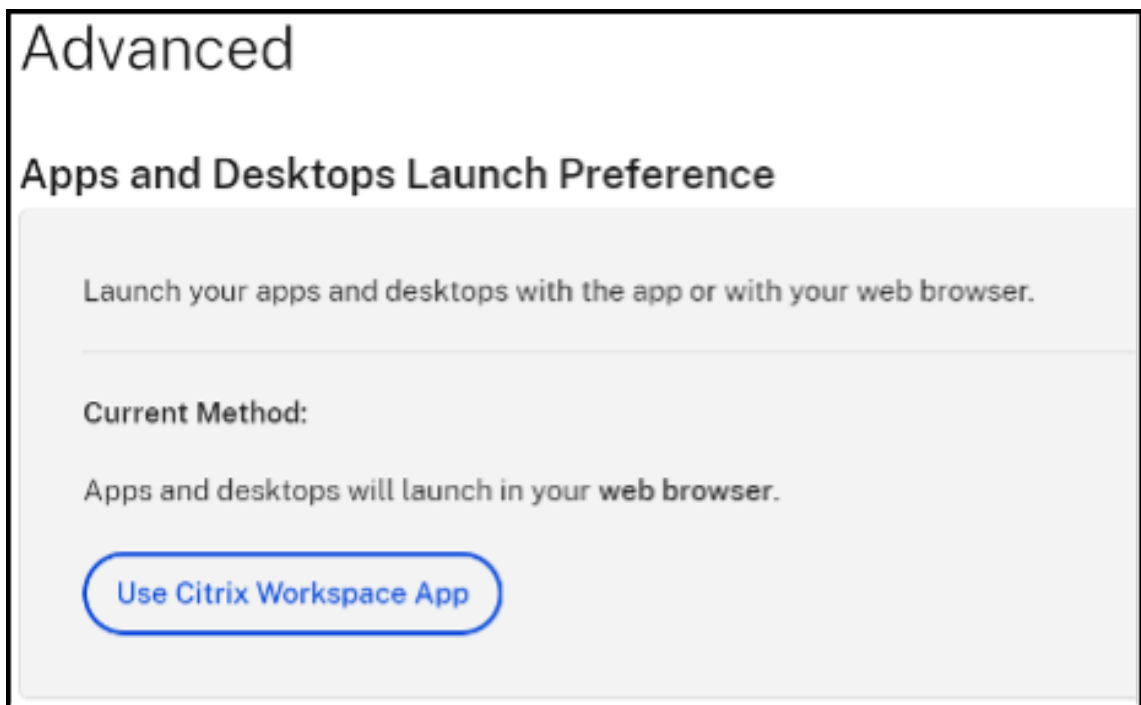 Advanced
Apps and Desktops Launch Preference
Launch your apps and desktops with the app or with your web browser.
Current Method:
Apps and desktops will launch in your web browser.
Use Citrix Workspace App